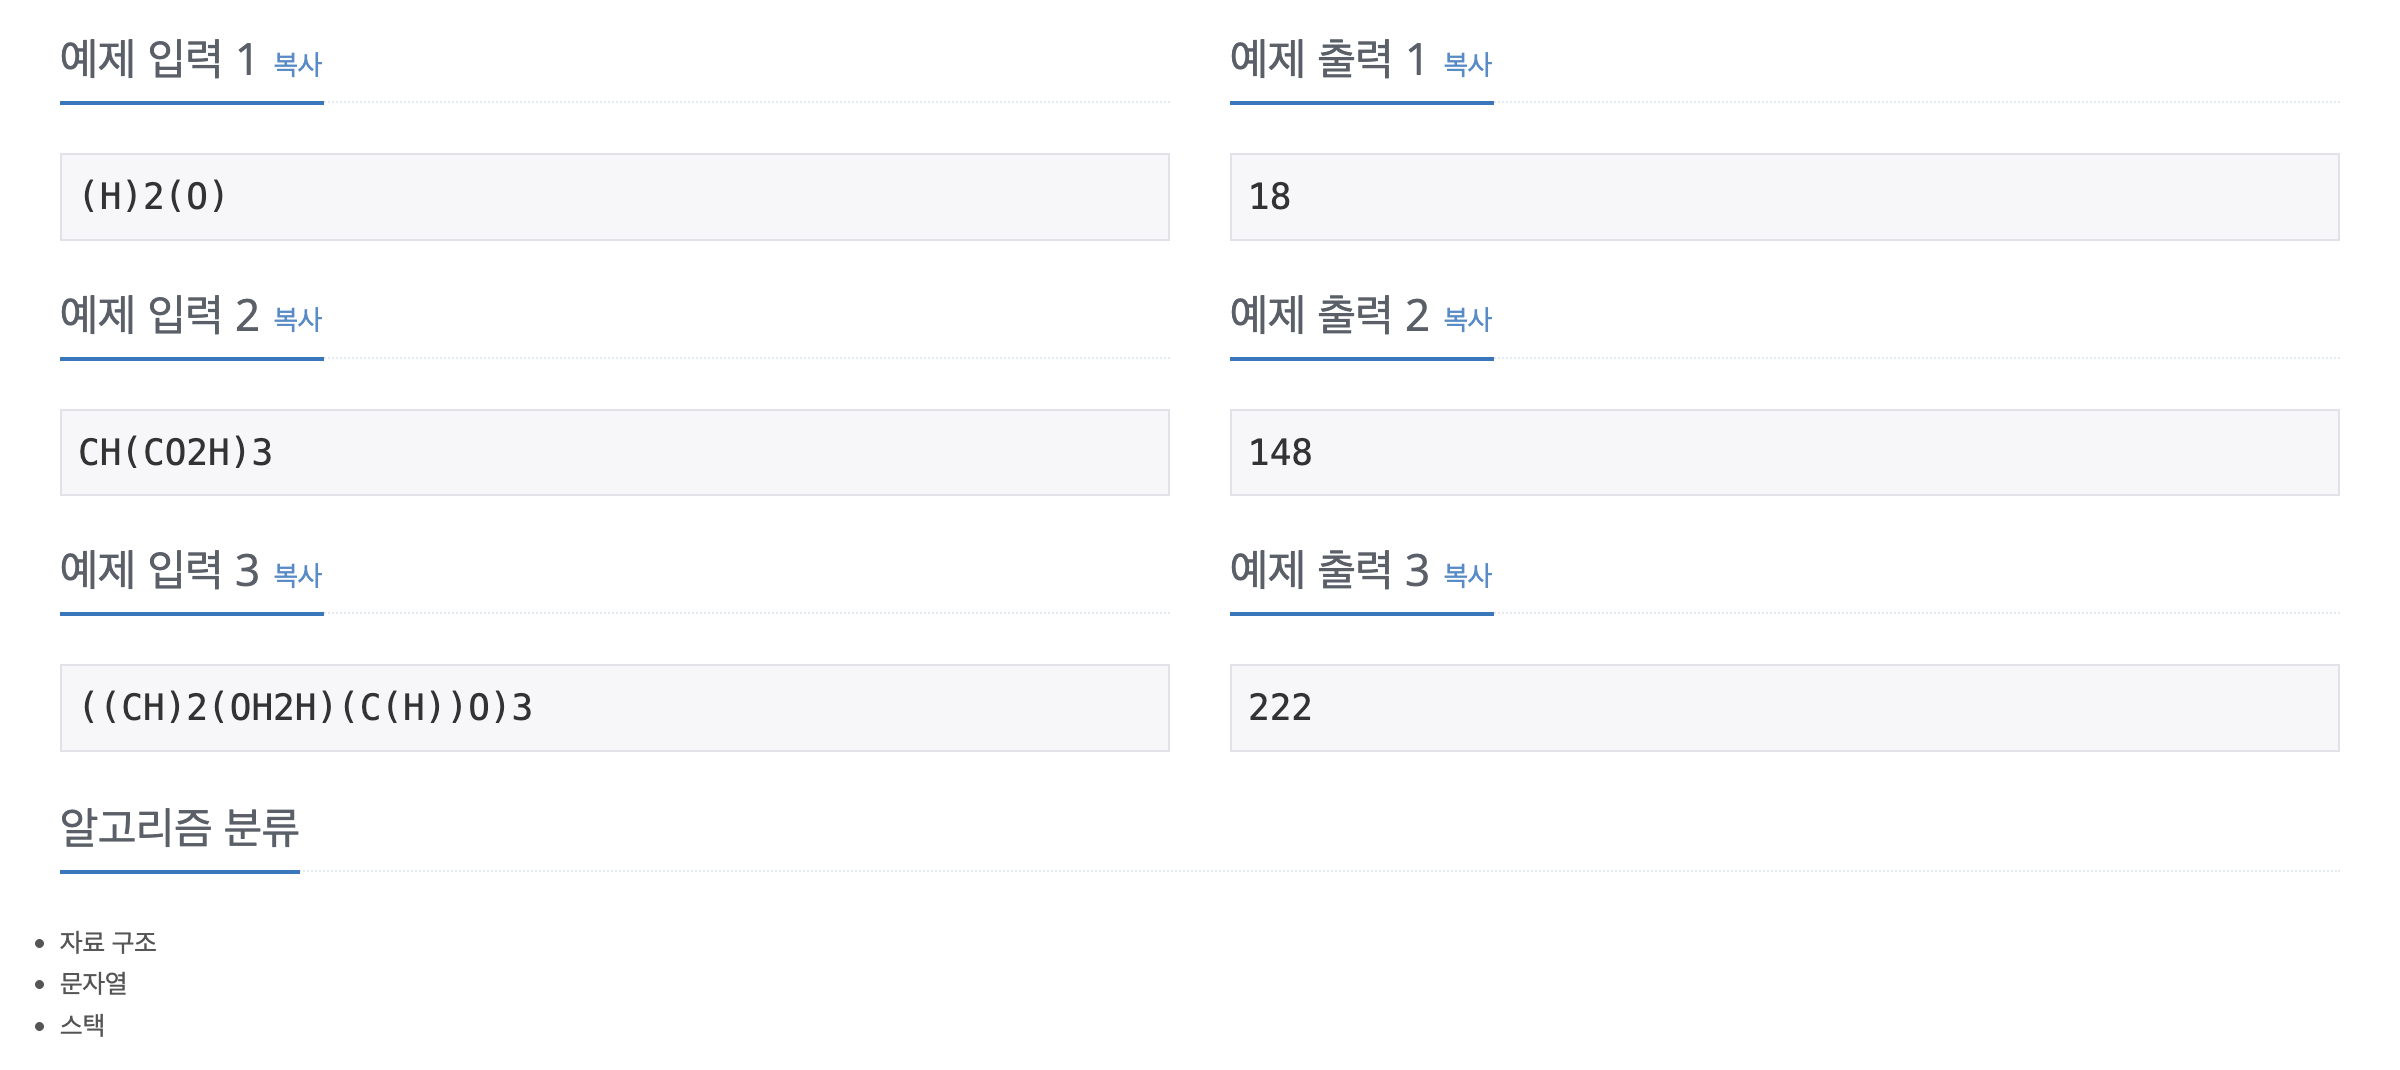 예제 입력 1 복사
예제 출력 1 복사
(H)2(O)
18
예제 입력 2 복사
예제 출력 2 복사
CH(CO2H)3
148
예제 입력 3 복사
예제 출력 3 복사
((CH)2(OH2H)(C(H))O)3
222
알고리즘 분류
자료 구조
문자열
스택